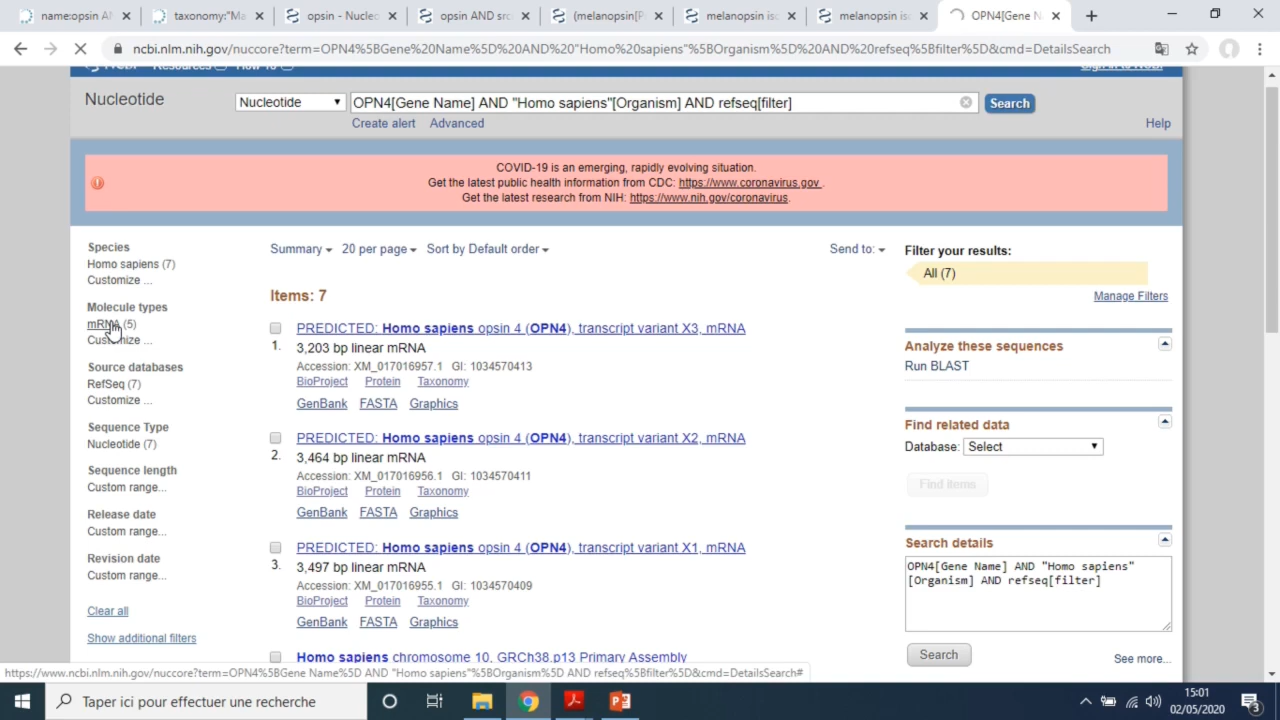 name:opsin A
taxonomy:"Ma
opsin - Nucleo
opsin AND src
(melanopsin[P
melanopsin iso
melanopsin iso
OPN4[Gene N
ncbi.nlm.nih.gov/nuccore?term=OPN4%5BGene%20Name%5D%20AND%20"Homo%20sapiens"%5BOrganism%5D%20AND%20refseq%5Bfilter%5D&cmd=DetailsSearch
Nucleotide
Nucleotide
OPN4[Gene Name] AND "Homo sapiens"[Organism] AND refseq[filter]
Search
Create alert Advanced
Help
COVID-19 is an emerging, rapidly evolving situation.
Get the latest public health information from CDC: https://www.coronavirus.gov .
Get the latest research from NIH: https://www.nih.gov/coronavirus.
Species
Homo sapiens (7)
Customize ...
Molecule types
mRNA (5)
Customize ...
Source databases
RefSeq (7)
Customize ...
Sequence Type
Nucleotide (7)
Sequence length
Custom range...
Release date
Custom range...
Revision date
Custom range...
Clear all
Show additional filters
Summary 20 per page Sort by Default order
Send to:
Items: 7
PREDICTED: Homo sapiens opsin 4 (OPN4), transcript variant X3, mRNA
1. 3,203 bp linear mRNA
Accession: XM_017016957.1 GI: 1034570413
BioProject Protein Taxonomy
GenBank FASTA Graphics
PREDICTED: Homo sapiens opsin 4 (OPN4), transcript variant X2, mRNA
2. 3,464 bp linear mRNA
Accession: XM_017016956.1 GI: 1034570411
BioProject Protein Taxonomy
GenBank FASTA Graphics
PREDICTED: Homo sapiens opsin 4 (OPN4), transcript variant X1, mRNA
3. 3,497 bp linear mRNA
Accession: XM_017016955.1 GI: 1034570409
BioProject Protein Taxonomy
GenBank FASTA Graphics
Homo sapiens chromosome 10, GRCh38.p13 Primary Assembly
Filter your results:
All (7)
Manage Filters
Analyze these sequences
Run BLAST
Find related data
Database: Select
Find items
Search details
OPN4[Gene Name] AND "Homo sapiens"
[Organism] AND refseq[filter]
Search
See more...
https://www.ncbi.nlm.nih.gov/nuccore?term=OPN4%5BGene Name%5D AND "Homo sapiens"%5BOrganism%5D AND refseq%5Bfilter%5D&cmd=DetailsSearch#
Taper ici pour effectuer une recherche
15:01
02/05/2020
3